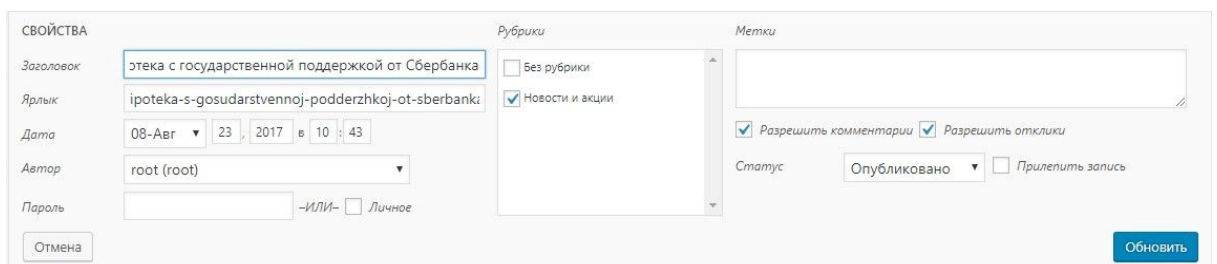 СВОЙСТВА
Заголовок
отека с государственной поддержкой от Сбербанка
Ярлык
ipoteka-s-gosudarstvennoj-podderzhkoj-ot-sberbanka
Дата
08-Авг 23 , 2017 в 10 : 43
Автор
root (root)
Пароль
–ИЛИ– Личное
Отмена
Рубрики
Без рубрики
Новости и акции
Метки
Разрешить комментарии Разрешить отклики
Статус
Опубликовано Прилепить запись
Обновить